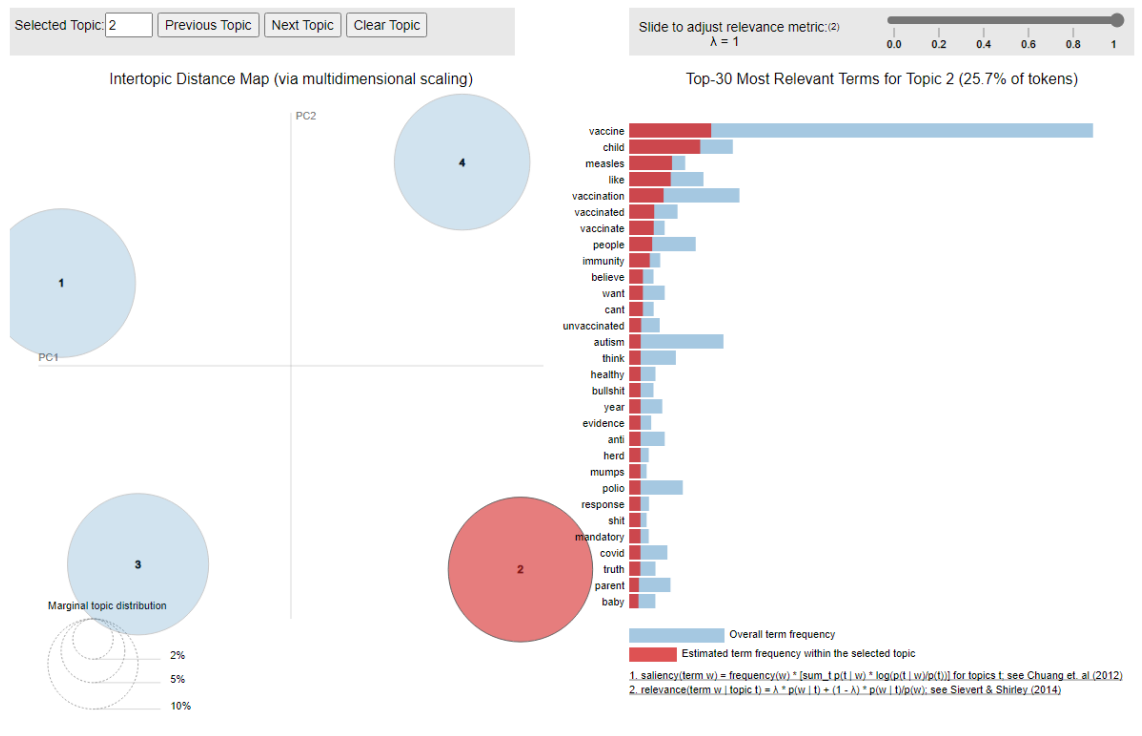 Selected Topic: 2 Previous Topic Next Topic Clear Topic
Slide to adjust relevance metric:(2)
λ = 1
0.0 0.2 0.4 0.6 0.8 1
Intertopic Distance Map (via multidimensional scaling)
PC2
4
1
PC1
3
2
Marginal topic distribution
2%
5%
10%
Top-30 Most Relevant Terms for Topic 2 (25.7% of tokens)
vaccine
child
measles
like
vaccination
vaccinated
vaccinate
people
immunity
believe
want
cant
unvaccinated
autism
think
healthy
bullshit
year
evidence
anti
herd
mumps
polio
response
shit
mandatory
covid
truth
parent
baby
Overall term frequency
Estimated term frequency within the selected topic
1. saliency(term w) = frequency(w) * [sum_t p(t | w) * log(p(t | w)/p(t))] for topics t; see Chuang et. al (2012)
2. relevance(term w | topic t) = λ * p(w | t) + (1 - λ) * p(w | t)/p(w); see Sievert & Shirley (2014)